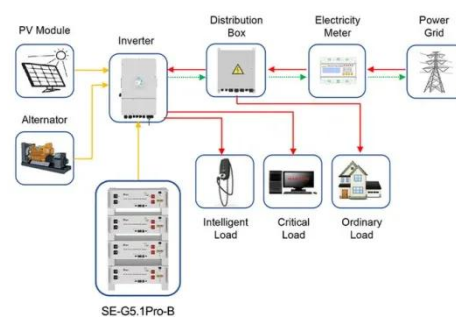 PV Module
Inverter
Distribution
Box
Electricity
Meter
Power
Grid
Alternator
Intelligent
Load
Critical
Load
Ordinary
Load
SE-G5.1Pro-B